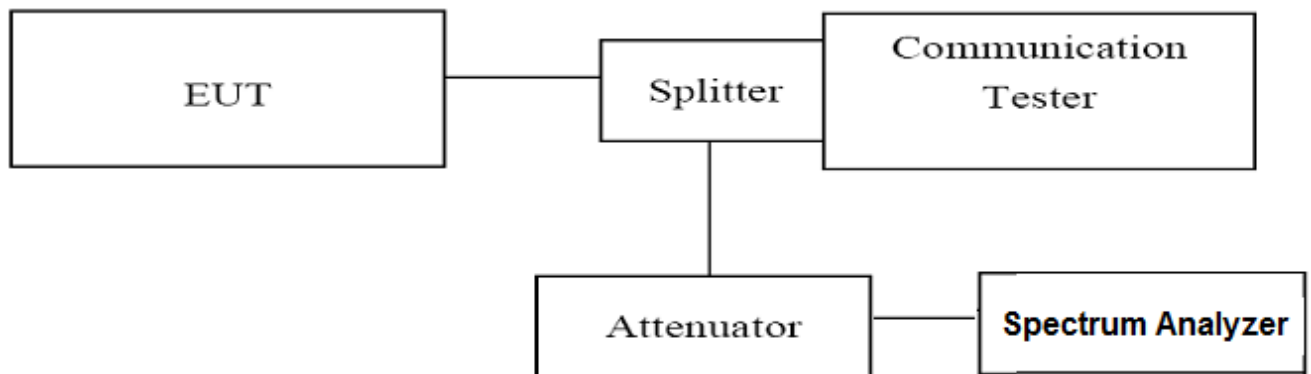 EUT
Splitter
Communication
Tester
Attenuator
Spectrum Analyzer